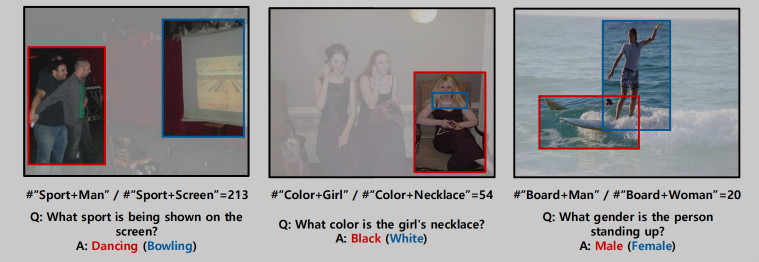 #"Sport+Man" / #"Sport+Screen"=213
Q: What sport is being shown on the
screen?
A: Dancing (Bowling)
#"Color+Girl" / #"Color+Necklace"=54
Q: What color is the girl's necklace?
A: Black (White)
#"Board+Man" / #"Board+Woman"=20
Q: What gender is the person
standing up?
A: Male (Female)